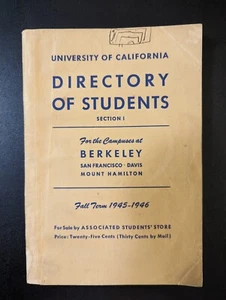 UNIVERSITY OF CALIFORNIA
DIRECTORY
OF STUDENTS
SECTION I
For the Campuses at
BERKELEY
SAN FRANCISCO · DAVIS
MOUNT HAMILTON
Fall Term 1945-1946
For Sale by ASSOCIATED STUDENTS' STORE
Price: Twenty-five Cents (Thirty Cents by Mail)